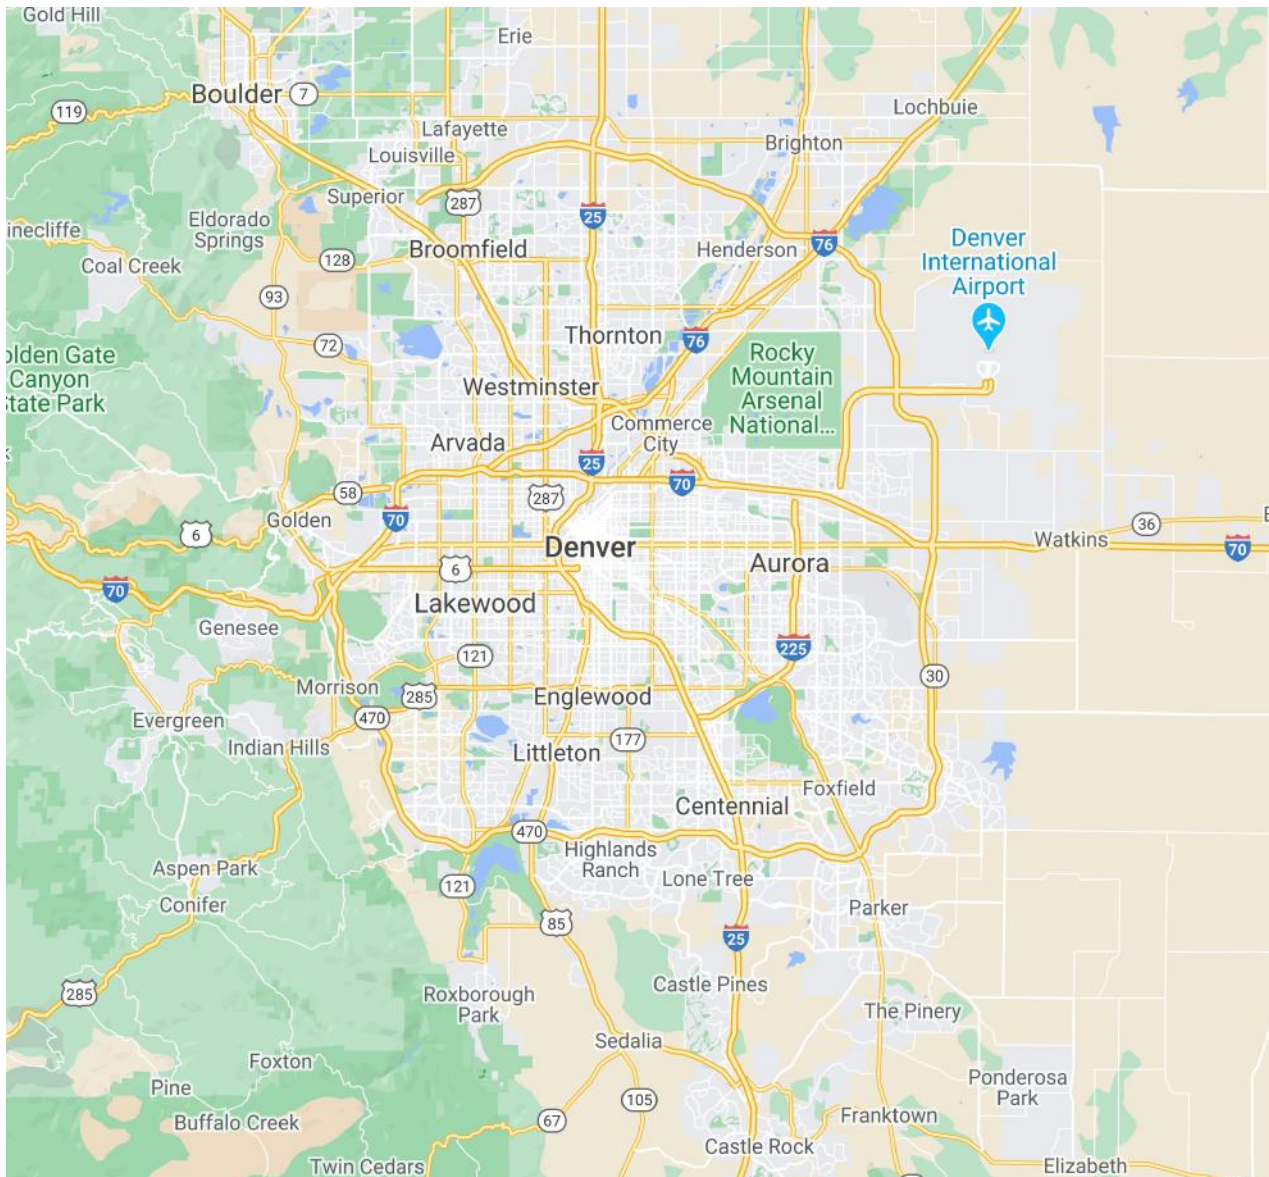 Gold Hill
Erie
Boulder
7
119
Lochbuie
Lafayette
Brighton
Louisville
Superior
287
25
Eldorado
Springs
inecliffe
Broomfield
Henderson
76
Denver
International
Airport
128
Coal Creek
93
Thornton
76
72
olden Gate
Canyon
State Park
Rocky
Mountain
Arsenal
National...
Westminster
Commerce
City
Arvada
25
70
58
287
70
Golden
6
36
Watkins
70
Denver
Aurora
6
70
Lakewood
Genesee
225
121
30
Morrison
285
Englewood
470
Evergreen
Indian Hills
177
Littleton
Foxfield
Centennial
470
Highlands
Ranch
Aspen Park
Lone Tree
121
Conifer
Parker
85
25
285
Castle Pines
Roxborough
Park
The Pinery
Sedalia
Foxton
Ponderosa
Park
Pine
105
Buffalo Creek
67
Franktown
Castle Rock
Twin Cedars
Elizabeth